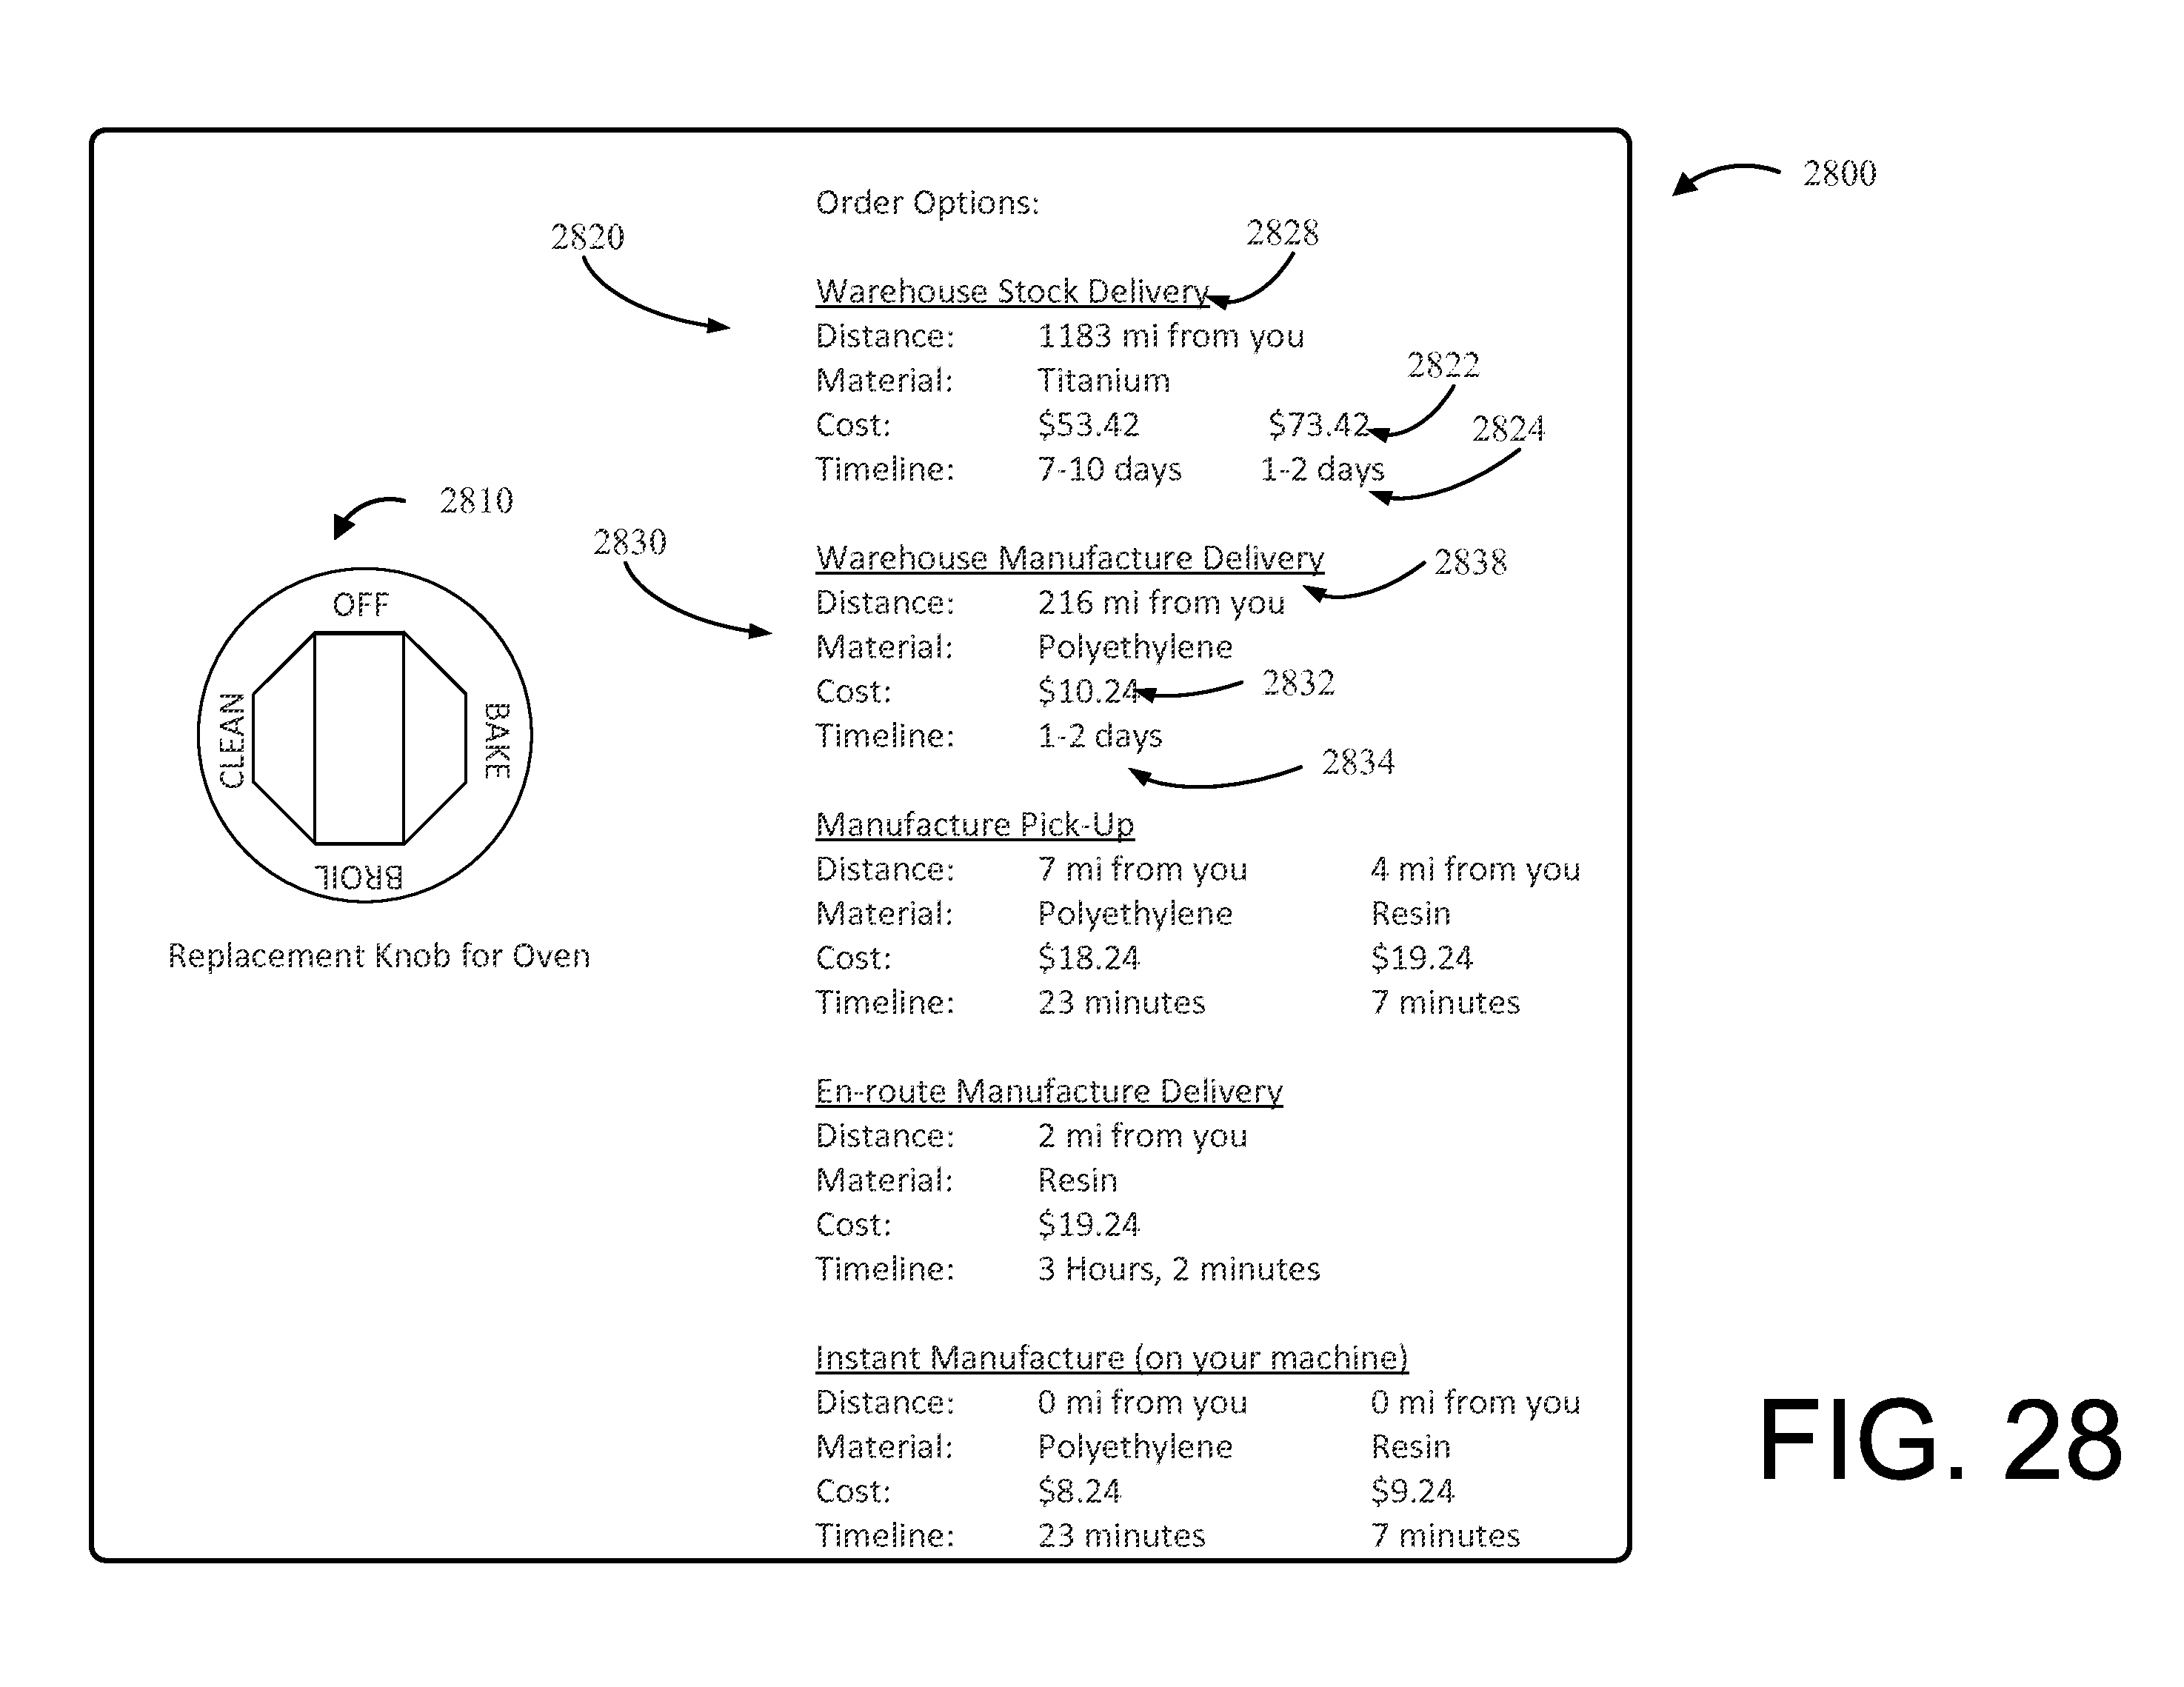 2800
Order Options:
2820
2828
Warehouse Stock Delivery
Distance: 1183 mi from you
Material: Titanium
2822
Cost: $53.42 $73.42
2824
Timeline: 7-10 days 1-2 days
2810
2830
Warehouse Manufacture Delivery
2838
Distance: 216 mi from you
Material: Polyethylene
Cost: $10.24
2832
Timeline: 1-2 days
2834
OFF
CLEAN
BAKE
BROIL
Replacement Knob for Oven
Manufacture Pick-Up
Distance: 7 mi from you 4 mi from you
Material: Polyethylene Resin
Cost: $18.24 $19.24
Timeline: 23 minutes 7 minutes
En-route Manufacture Delivery
Distance: 2 mi from you
Material: Resin
Cost: $19.24
Timeline: 3 Hours, 2 minutes
Instant Manufacture (on your machine)
Distance: 0 mi from you 0 mi from you
Material: Polyethylene Resin
Cost: $8.24 $9.24
Timeline: 23 minutes 7 minutes
FIG. 28